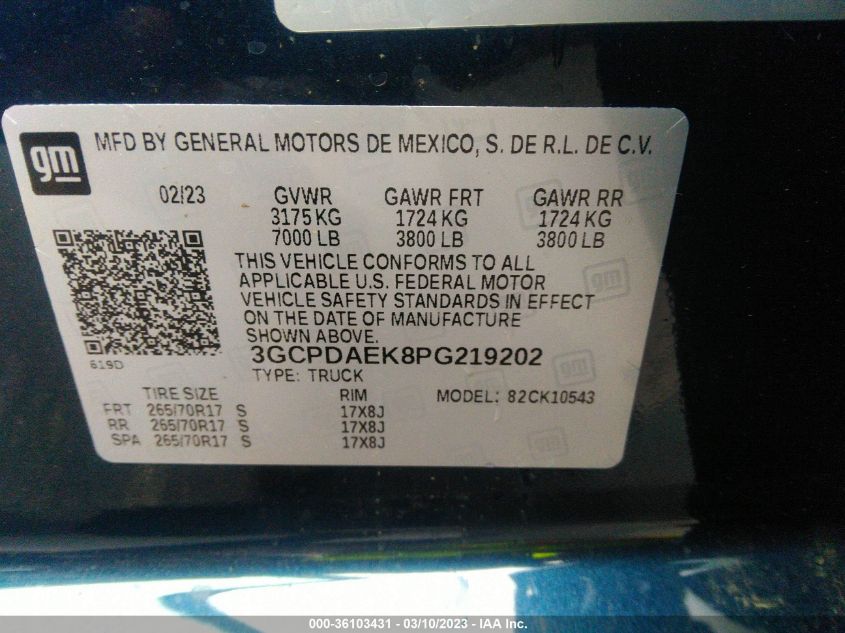 gm MFD BY GENERAL MOTORS DE MEXICO, S. DE R.L. DE C.V.
02/23 GVWR GAWR FRT GAWR RR
3175 KG 1724 KG 1724 KG
7000 LB 3800 LB 3800 LB
THIS VEHICLE CONFORMS TO ALL
APPLICABLE U.S. FEDERAL MOTOR
VEHICLE SAFETY STANDARDS IN EFFECT
ON THE DATE OF MANUFACTURE
SHOWN ABOVE.
3GCPDAEK8PG219202
619D
TYPE: TRUCK
TIRE SIZE RIM MODEL: 82CK10543
FRT 265/70R17 S 17X8J
RR 265/70R17 S 17X8J
SPA 265/70R17 S 17X8J
gm
000-36103431 - 03/10/2023 - IAA Inc.